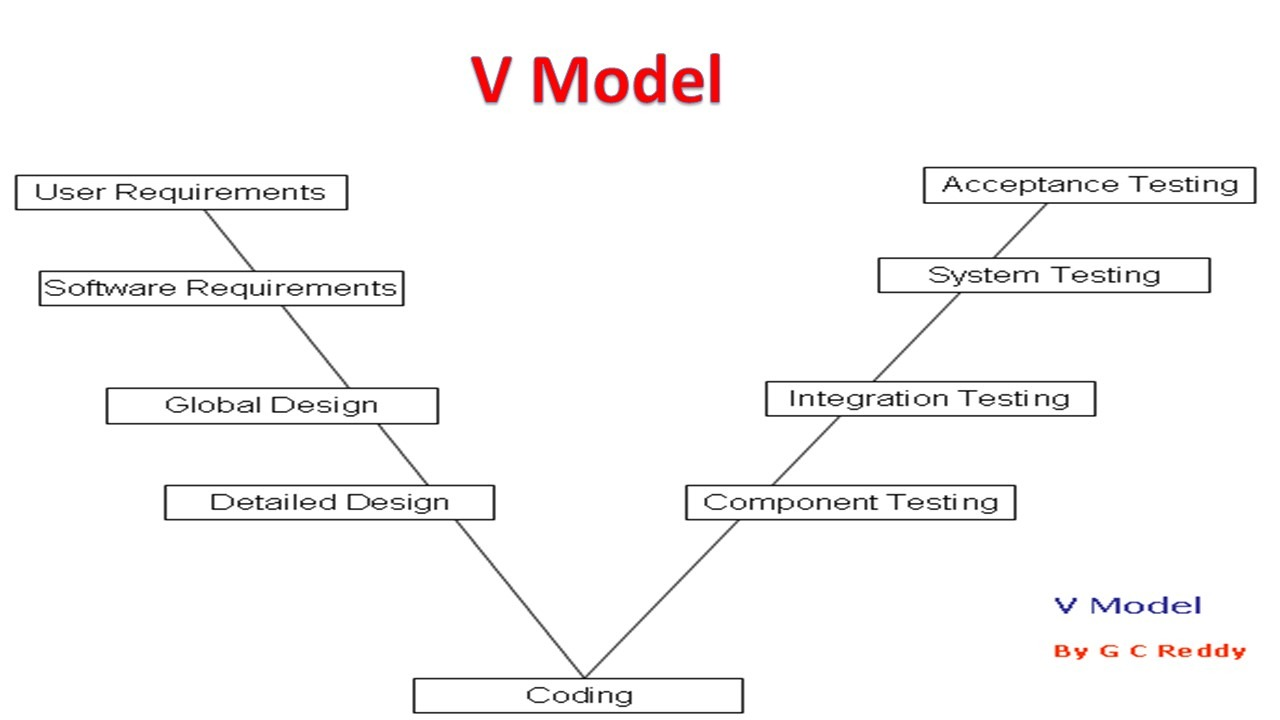 V Model
User Requirements
Acceptance Testing
Software Requirements
System Testing
Global Design
Integration Testing
Detailed Design
Component Testing
Coding
V Model
By G C Reddy